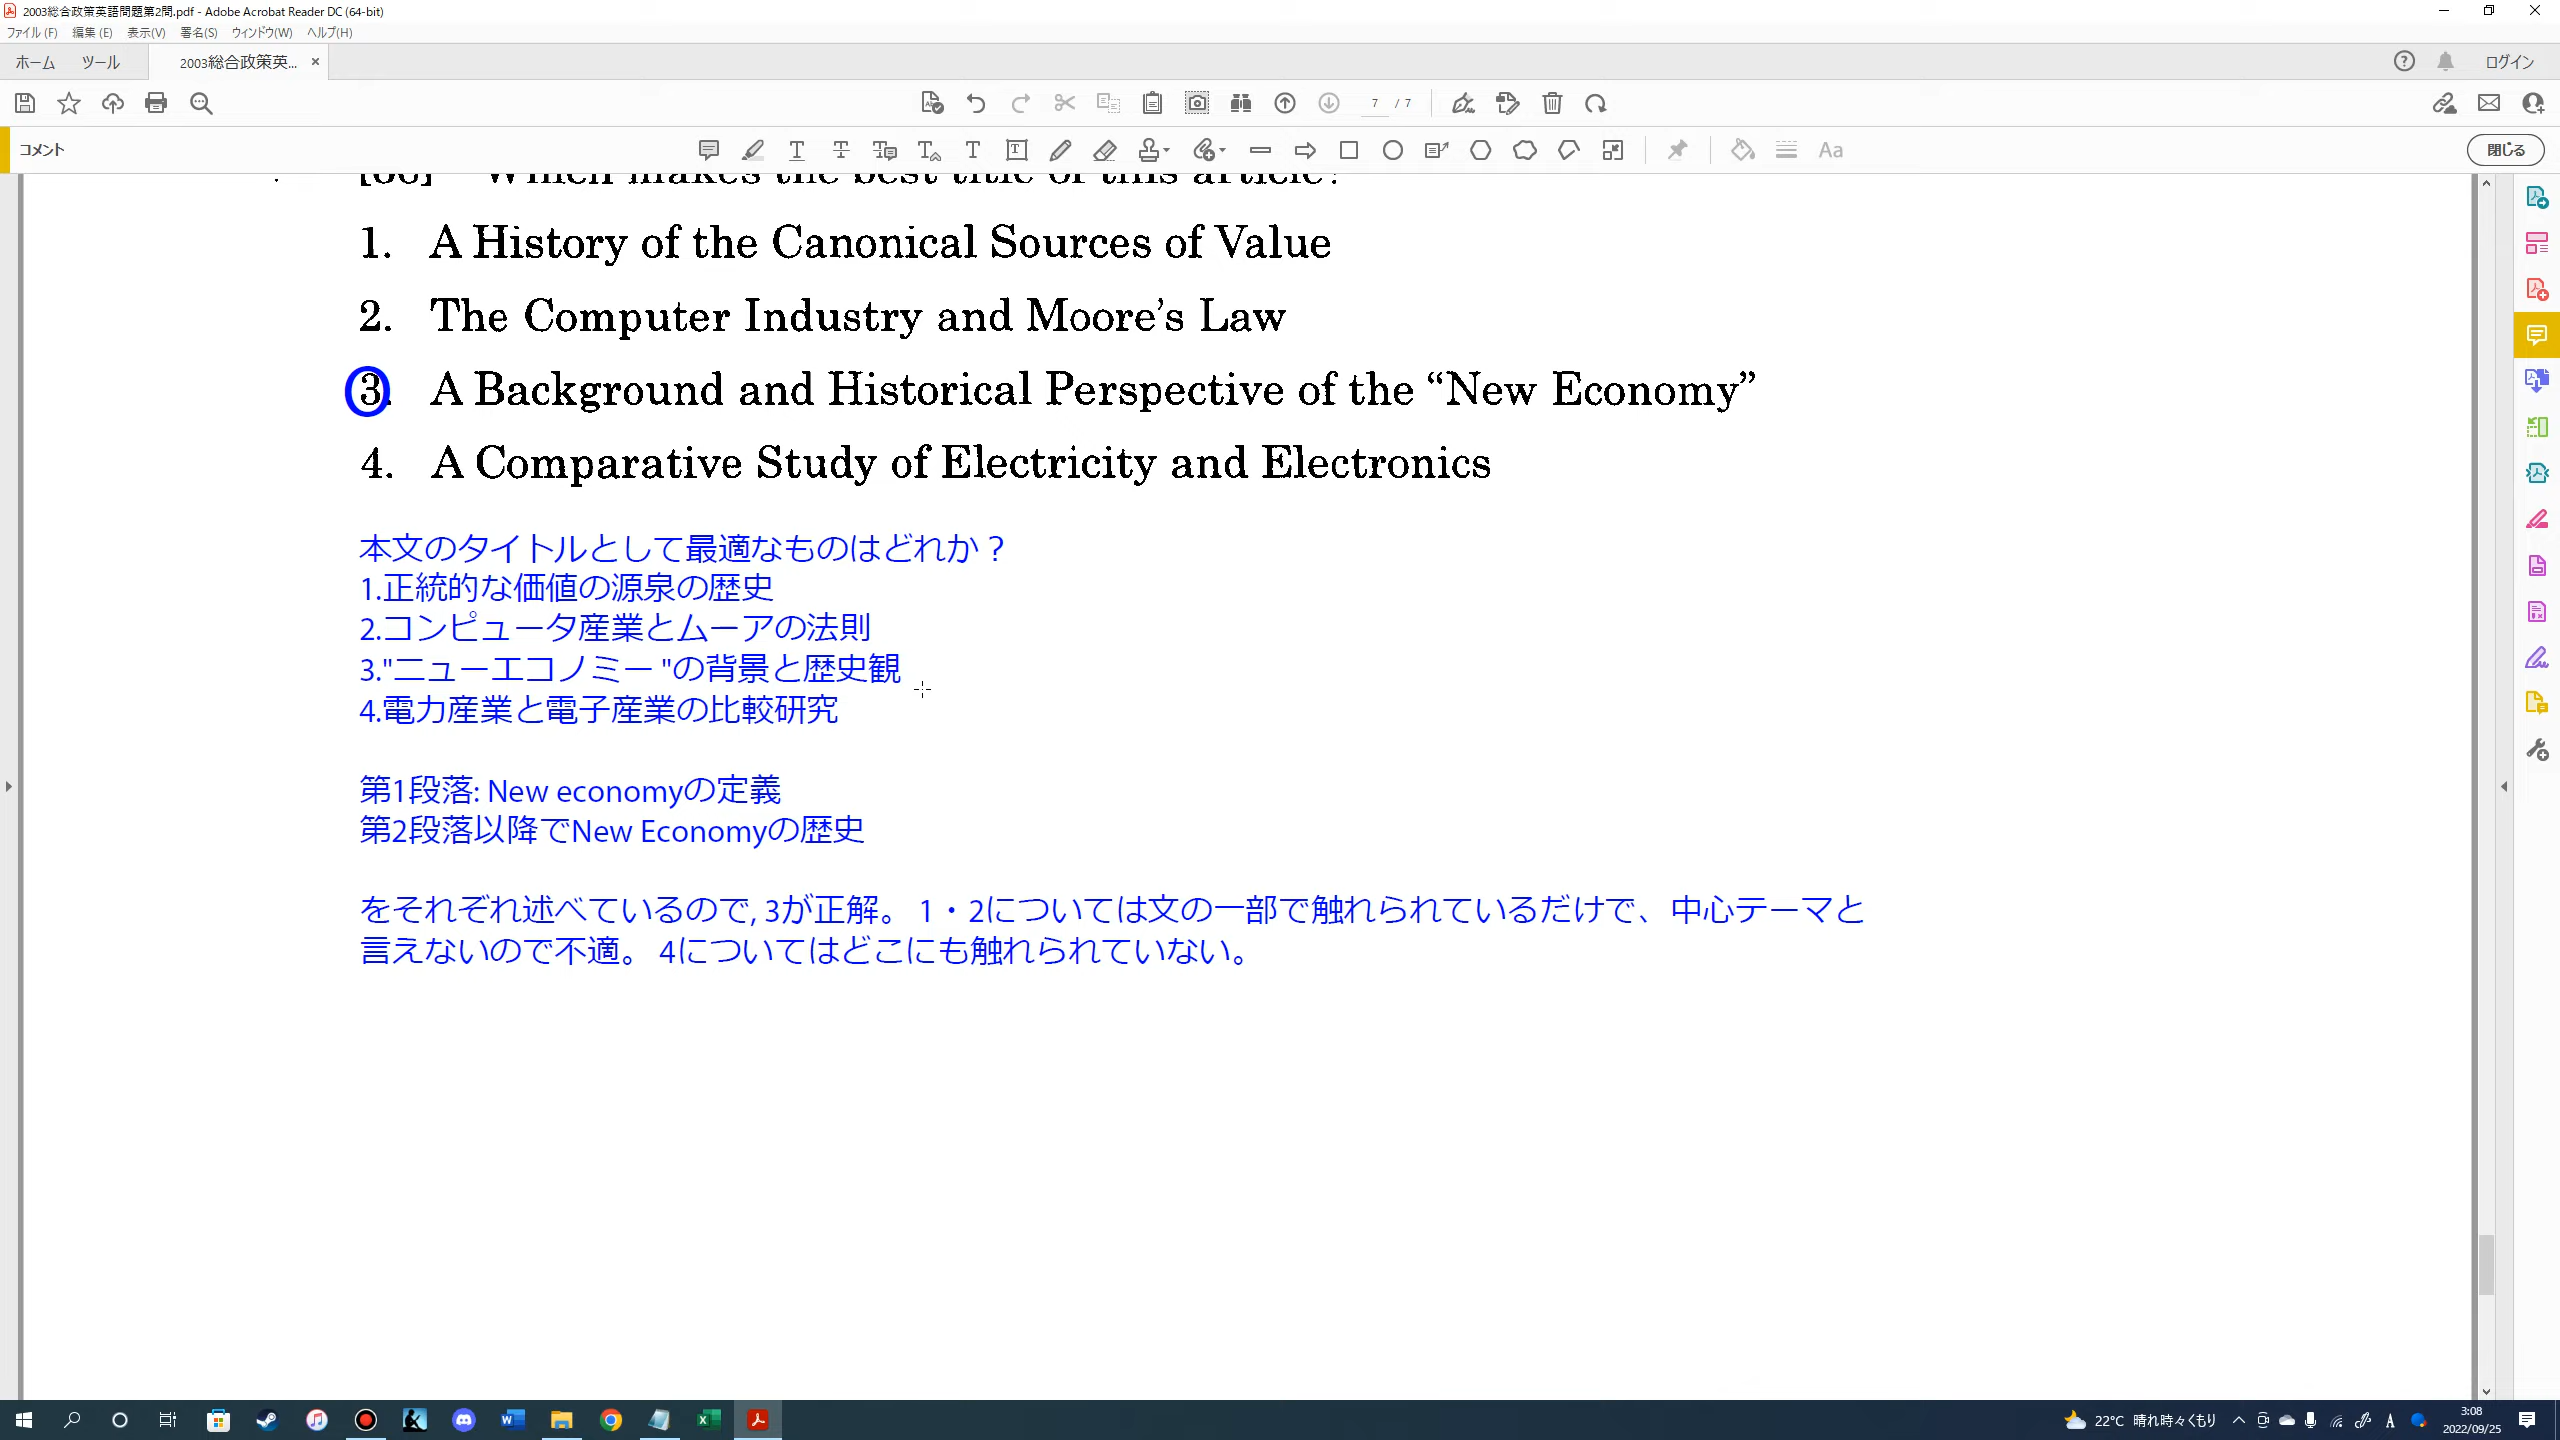 2003総合政策英語問題第2問.pdf - Adobe Acrobat Reader DC (64-bit)
ファイル(F) 編集(E) 表示(V) 署名(S) ウィンドウ(W) ヘルプ(H)
ホーム ツール 2003総合政策英... × ログイン
7 / 7
コメント 閉じる
Which makes the best title of this article?
1. A History of the Canonical Sources of Value
2. The Computer Industry and Moore's Law
3. A Background and Historical Perspective of the “New Economy”
4. A Comparative Study of Electricity and Electronics
本文のタイトルとして最適なものはどれか？
1.正統的な価値の源泉の歴史
2.コンピュータ産業とムーアの法則
3."ニューエコノミー "の背景と歴史観
4.電力産業と電子産業の比較研究
第1段落: New economyの定義
第2段落以降でNew Economyの歴史
をそれぞれ述べているので, 3が正解。 1・2については文の一部で触れられているだけで、中心テーマと
言えないので不適。 4についてはどこにも触れられていない。
22°C 晴れ時々くもり A 3:08
2022/09/25